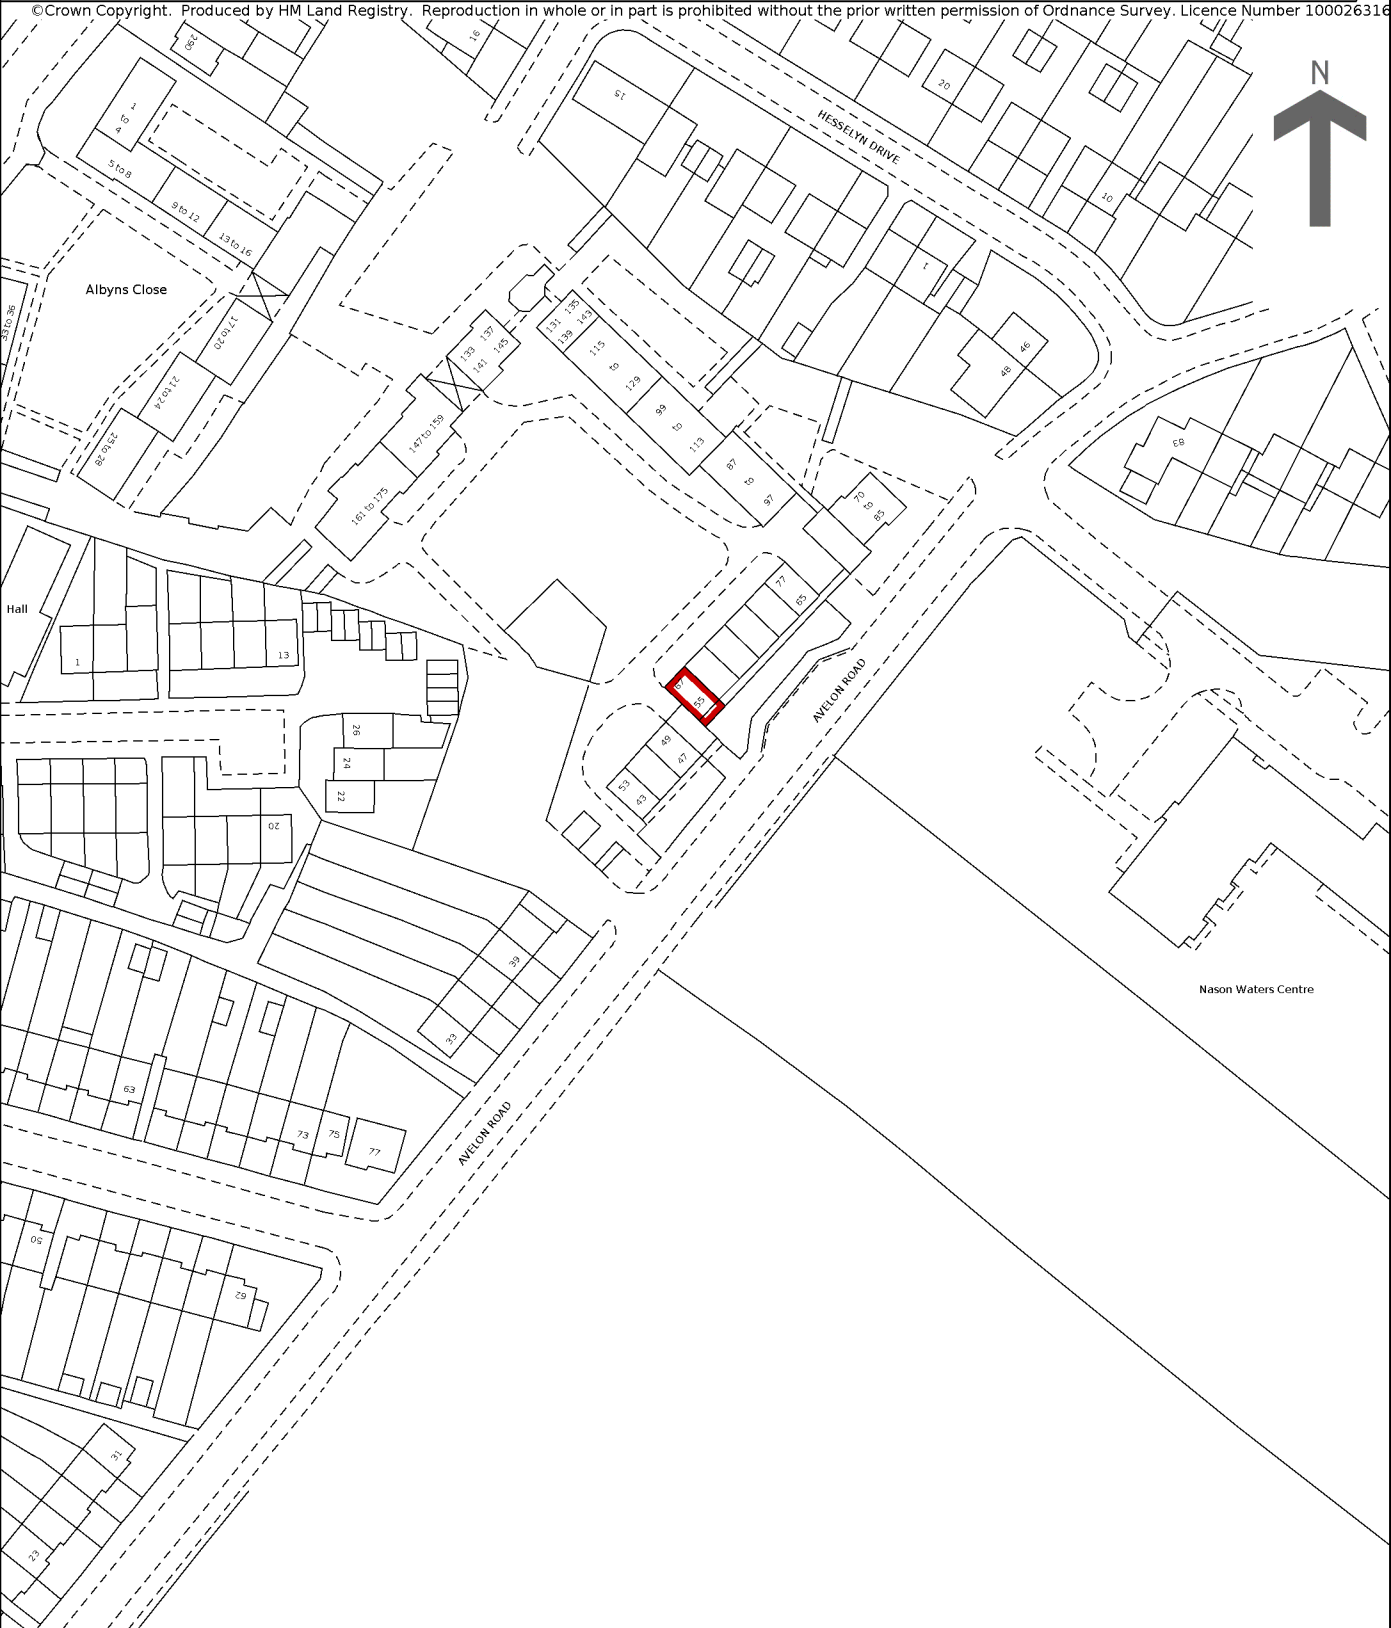 ©Crown Copyright. Produced by HM Land Registry. Reproduction in whole or in part is prohibited without the prior written permission of Ordnance Survey. Licence Number 100026316
N
290
16
15
20
HESSELYN DRIVE
1
to
4
5 to 8
9 to 12
13 to 16
10
1
Albyns Close
33 to 36
17 to 20
21 to 24
25 to 28
131
135
139
143
133
137
141
145
115
to
129
99
to
113
87
to
97
147 to 159
161 to 175
46
48
83
70
to
85
77
65
67
55
Hall
1
13
26
24
22
20
49
47
53
43
AVELON ROAD
39
33
Nason Waters Centre
63
73
75
77
AVELON ROAD
50
62
31
23